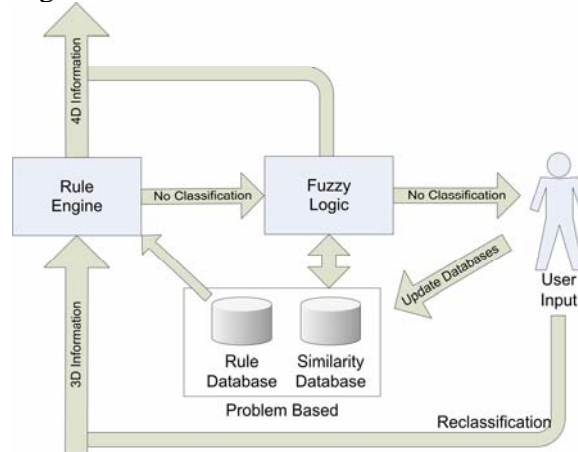 4D Information
Rule
Engine
No Classification
Fuzzy
Logic
No Classification
User
Input
Update Databases
3D Information
Rule
Database
Similarity
Database
Problem Based
Reclassification